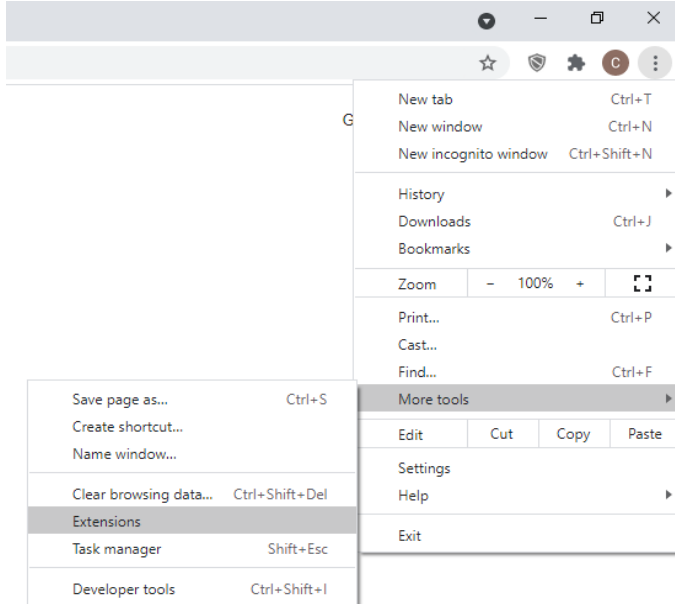 C
G
New tab Ctrl+T
New window Ctrl+N
New incognito window Ctrl+Shift+N
History
Downloads Ctrl+J
Bookmarks
Zoom - 100% +
Print... Ctrl+P
Cast...
Find... Ctrl+F
More tools
Edit Cut Copy Paste
Settings
Help
Exit
Save page as... Ctrl+S
Create shortcut...
Name window...
Clear browsing data... Ctrl+Shift+Del
Extensions
Task manager Shift+Esc
Developer tools Ctrl+Shift+I